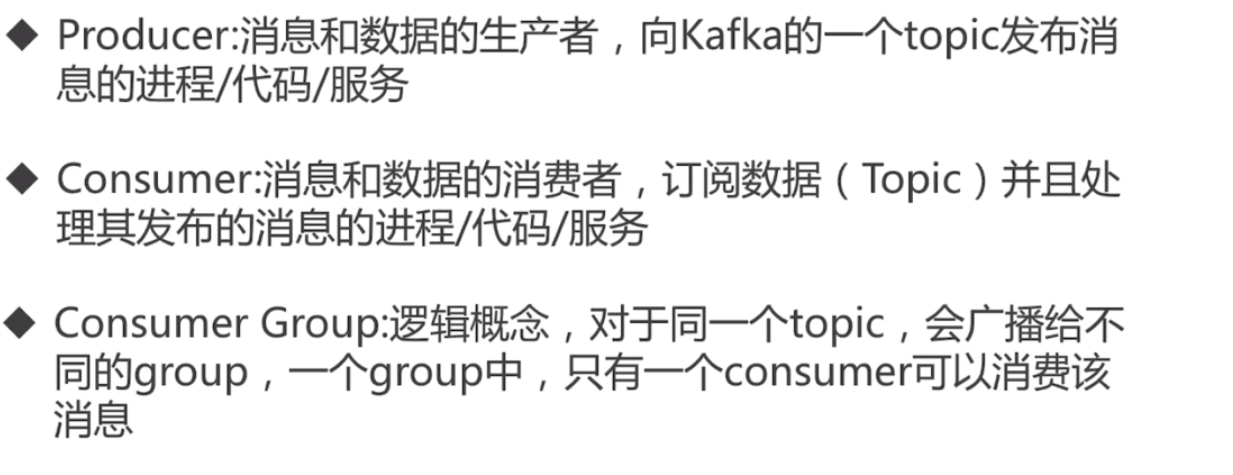 ◆ Producer:消息和数据的生产者，向Kafka的一个topic发布消
息的进程/代码/服务
◆ Consumer:消息和数据的消费者，订阅数据（Topic）并且处
理其发布的消息的进程/代码/服务
◆ Consumer Group:逻辑概念，对于同一个topic，会广播给不
同的group，一个group中，只有一个consumer可以消费该
消息